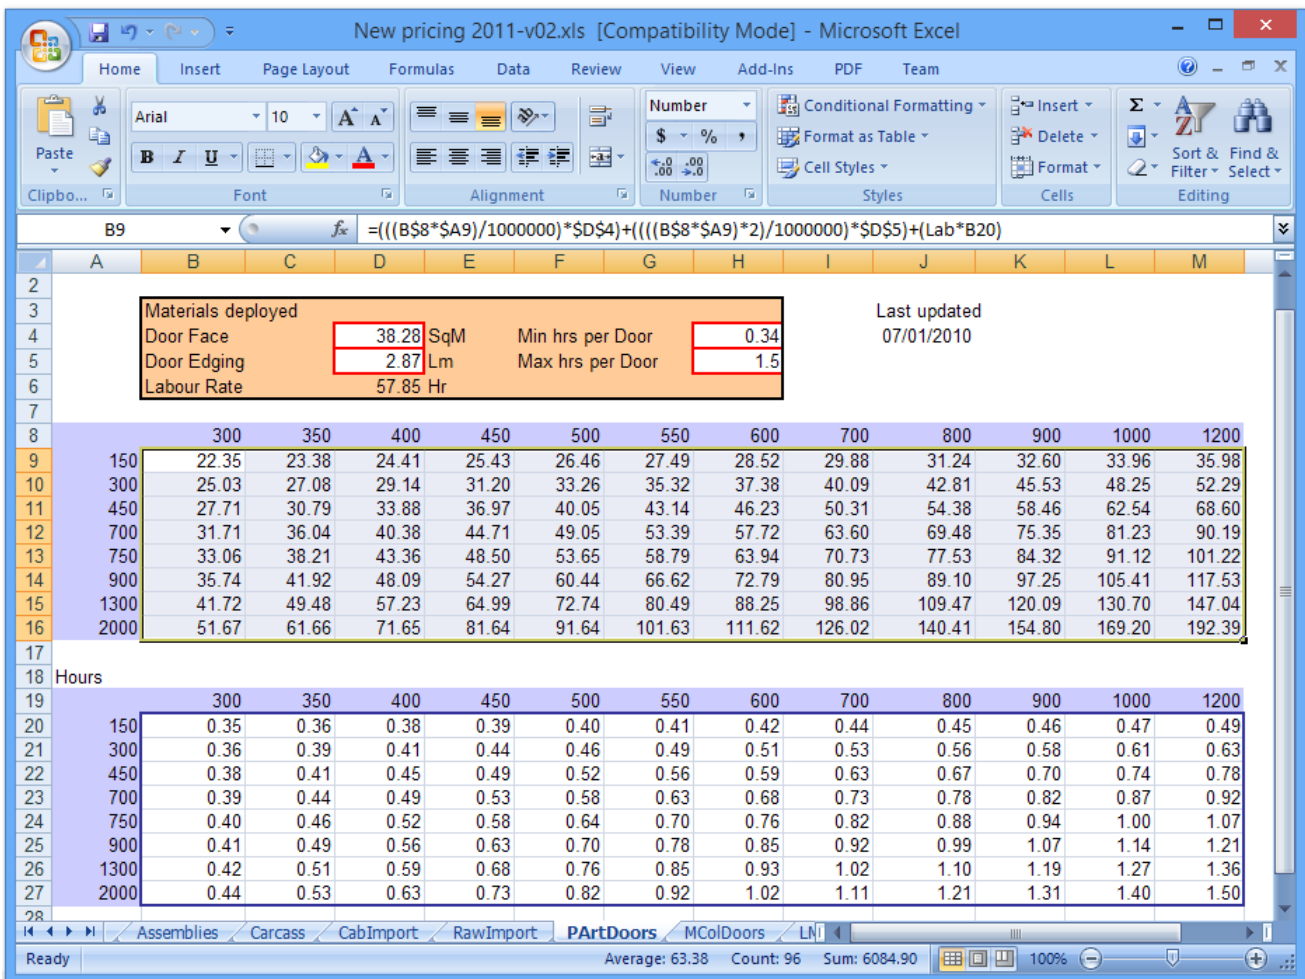 New pricing 2011-v02.xls [Compatibility Mode] - Microsoft Excel
Home Insert Page Layout Formulas Data Review View Add-Ins PDF Team
Paste
Clipbo...
Arial 10
B I U A
Font
Alignment
Number
$ % ,
Number
Conditional Formatting
Format as Table
Cell Styles
Styles
Insert
Delete
Format
Cells
Σ
Sort & Filter
Find & Select
Editing
B9 fx =(((B$8*$A9)/1000000)*$D$4)+((((B$8*$A9)*2)/1000000)*$D$5)+(Lab*B20)
A B C D E F G H I J K L M
2
3 Materials deployed Last updated
4 Door Face 38.28 SqM Min hrs per Door 0.34 07/01/2010
5 Door Edging 2.87 Lm Max hrs per Door 1.5
6 Labour Rate 57.85 Hr
7
8 300 350 400 450 500 550 600 700 800 900 1000 1200
9 150 22.35 23.38 24.41 25.43 26.46 27.49 28.52 29.88 31.24 32.60 33.96 35.98
10 300 25.03 27.08 29.14 31.20 33.26 35.32 37.38 40.09 42.81 45.53 48.25 52.29
11 450 27.71 30.79 33.88 36.97 40.05 43.14 46.23 50.31 54.38 58.46 62.54 68.60
12 700 31.71 36.04 40.38 44.71 49.05 53.39 57.72 63.60 69.48 75.35 81.23 90.19
13 750 33.06 38.21 43.36 48.50 53.65 58.79 63.94 70.73 77.53 84.32 91.12 101.22
14 900 35.74 41.92 48.09 54.27 60.44 66.62 72.79 80.95 89.10 97.25 105.41 117.53
15 1300 41.72 49.48 57.23 64.99 72.74 80.49 88.25 98.86 109.47 120.09 130.70 147.04
16 2000 51.67 61.66 71.65 81.64 91.64 101.63 111.62 126.02 140.41 154.80 169.20 192.39
17
18 Hours
19 300 350 400 450 500 550 600 700 800 900 1000 1200
20 150 0.35 0.36 0.38 0.39 0.40 0.41 0.42 0.44 0.45 0.46 0.47 0.49
21 300 0.36 0.39 0.41 0.44 0.46 0.49 0.51 0.53 0.56 0.58 0.61 0.63
22 450 0.38 0.41 0.45 0.49 0.52 0.56 0.59 0.63 0.67 0.70 0.74 0.78
23 700 0.39 0.44 0.49 0.53 0.58 0.63 0.68 0.73 0.78 0.82 0.87 0.92
24 750 0.40 0.46 0.52 0.58 0.64 0.70 0.76 0.82 0.88 0.94 1.00 1.07
25 900 0.41 0.49 0.56 0.63 0.70 0.78 0.85 0.92 0.99 1.07 1.14 1.21
26 1300 0.42 0.51 0.59 0.68 0.76 0.85 0.93 1.02 1.10 1.19 1.27 1.36
27 2000 0.44 0.53 0.63 0.73 0.82 0.92 1.02 1.11 1.21 1.31 1.40 1.50
28
Assemblies Carcass CabImport RawImport PArtDoors MColDoors
Ready Average: 63.38 Count: 96 Sum: 6084.90 100%